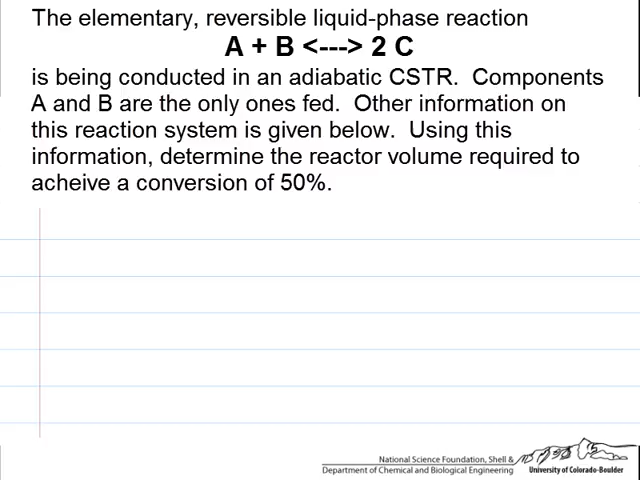 The elementary, reversible liquid-phase reaction
A + B <---> 2 C
is being conducted in an adiabatic CSTR.  Components
A and B are the only ones fed.  Other information on
this reaction system is given below.  Using this
information, determine the reactor volume required to
acheive a conversion of 50%.
National Science Foundation, Shell &
Department of Chemical and Biological Engineering
University of Colorado-Boulder